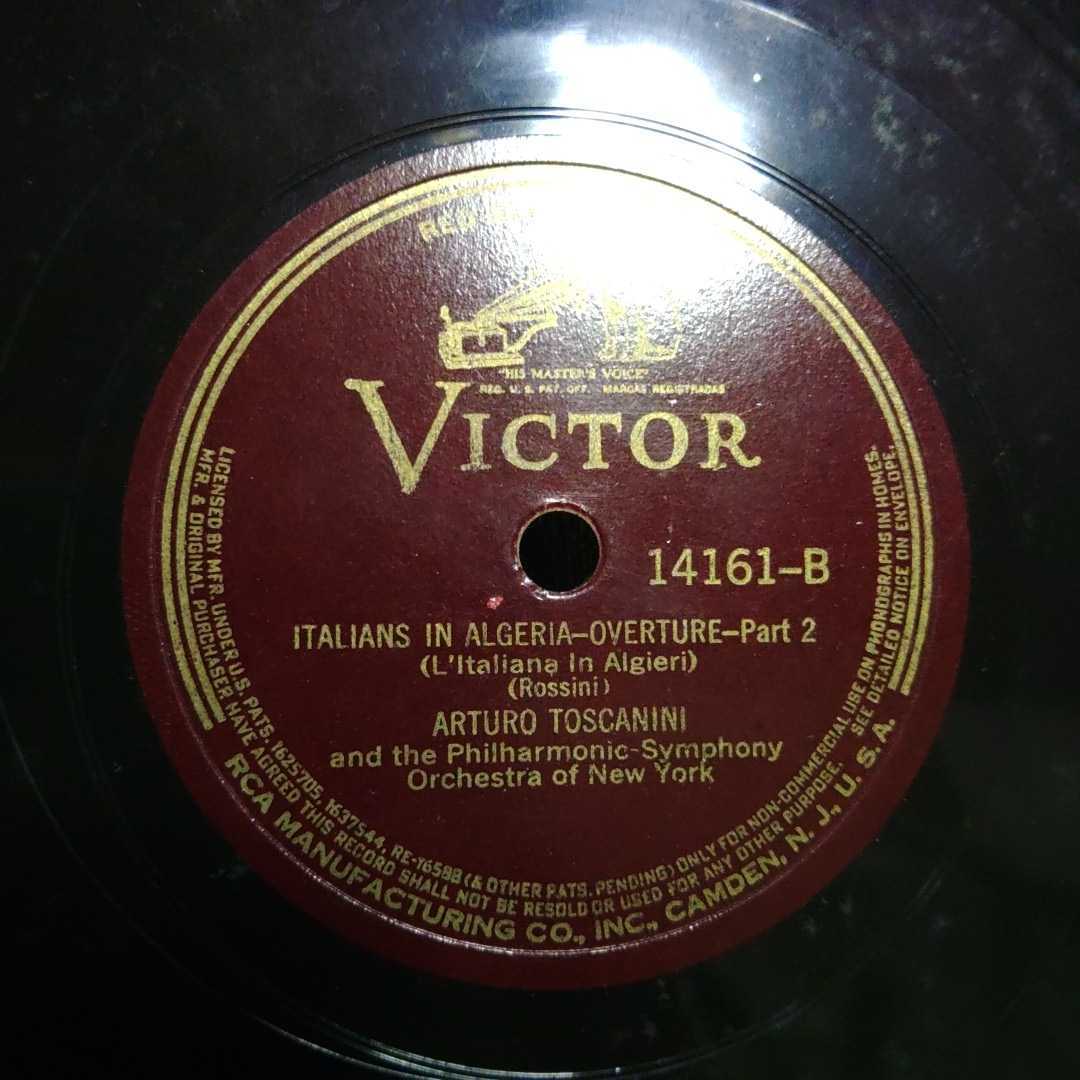 RED
"HIS MASTER'S VOICE"
REG. U. S. PAT. OFF. MARCAS REGISTRADAS
VICTOR
14161-B
ITALIANS IN ALGERIA-OVERTURE-Part 2
(L'Italiana In Algieri)
(Rossini)
ARTURO TOSCANINI
and the Philharmonic-Symphony
Orchestra of New York
LICENSED BY MFR. UNDER U.S. PATS. 1625705, 1637544, RE-16588 (& OTHER PATS. PENDING) ONLY FOR NON-COMMERCIAL USE ON PHONOGRAPHS IN HOMES.
MFR. & ORIGINAL PURCHASER HAVE AGREED THIS RECORD SHALL NOT BE RESOLD OR USED FOR ANY OTHER PURPOSE. SEE DETAILED NOTICE ON ENVELOPE.
RCA MANUFACTURING CO., INC., CAMDEN, N. J., U. S. A.